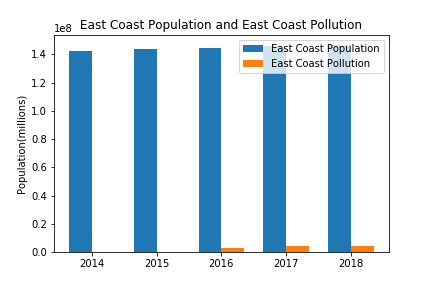 East Coast Population and East Coast Pollution
1e8
East Coast Population
East Coast Pollution
Population(millions)
1.4
1.2
1.0
0.8
0.6
0.4
0.2
0.0
2014 2015 2016 2017 2018